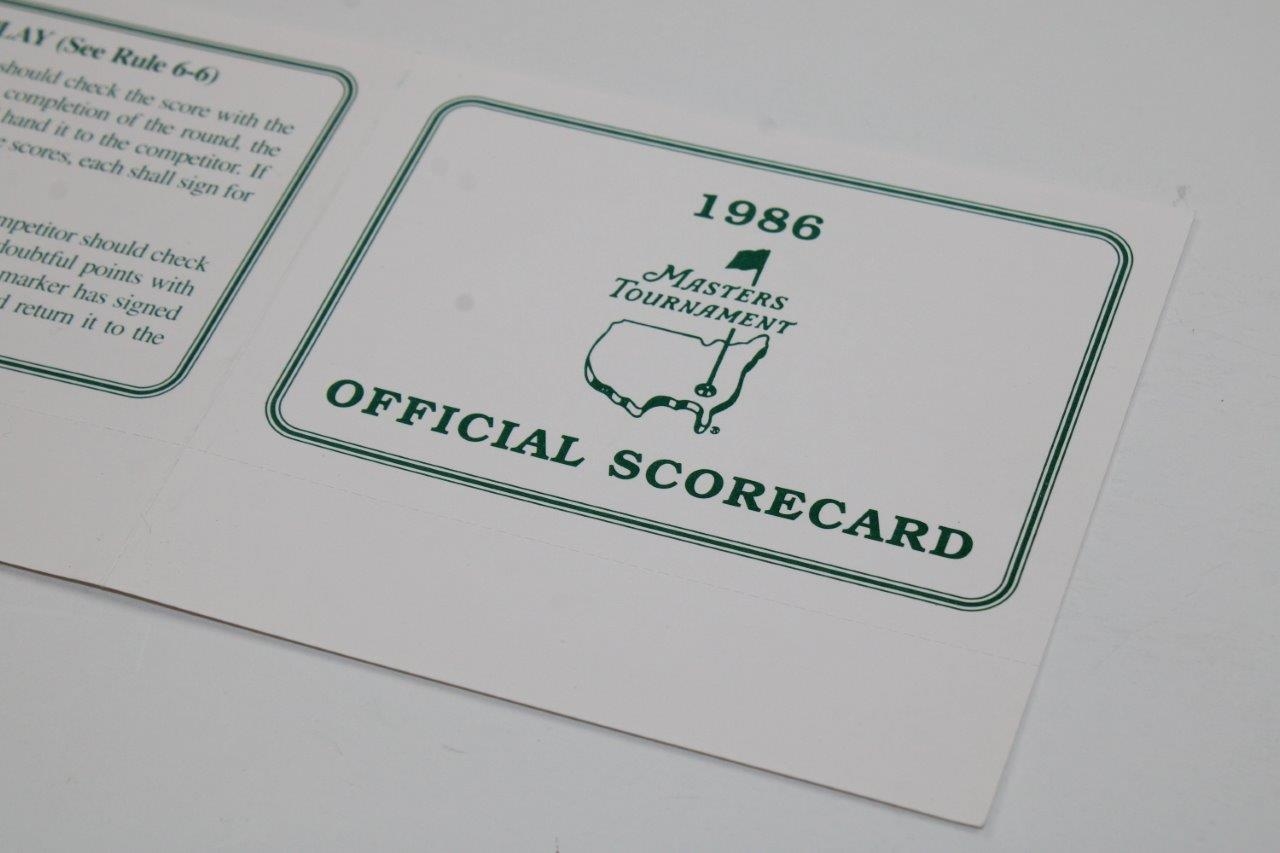 LAY (See Rule 6-6)
should check the score with the
completion of the round, the
hand it to the competitor. If
scores, each shall sign for
mpetitor should check
doubtful points with
marker has signed
d return it to the
1986
MASTERS
TOURNAMENT
®
OFFICIAL SCORECARD